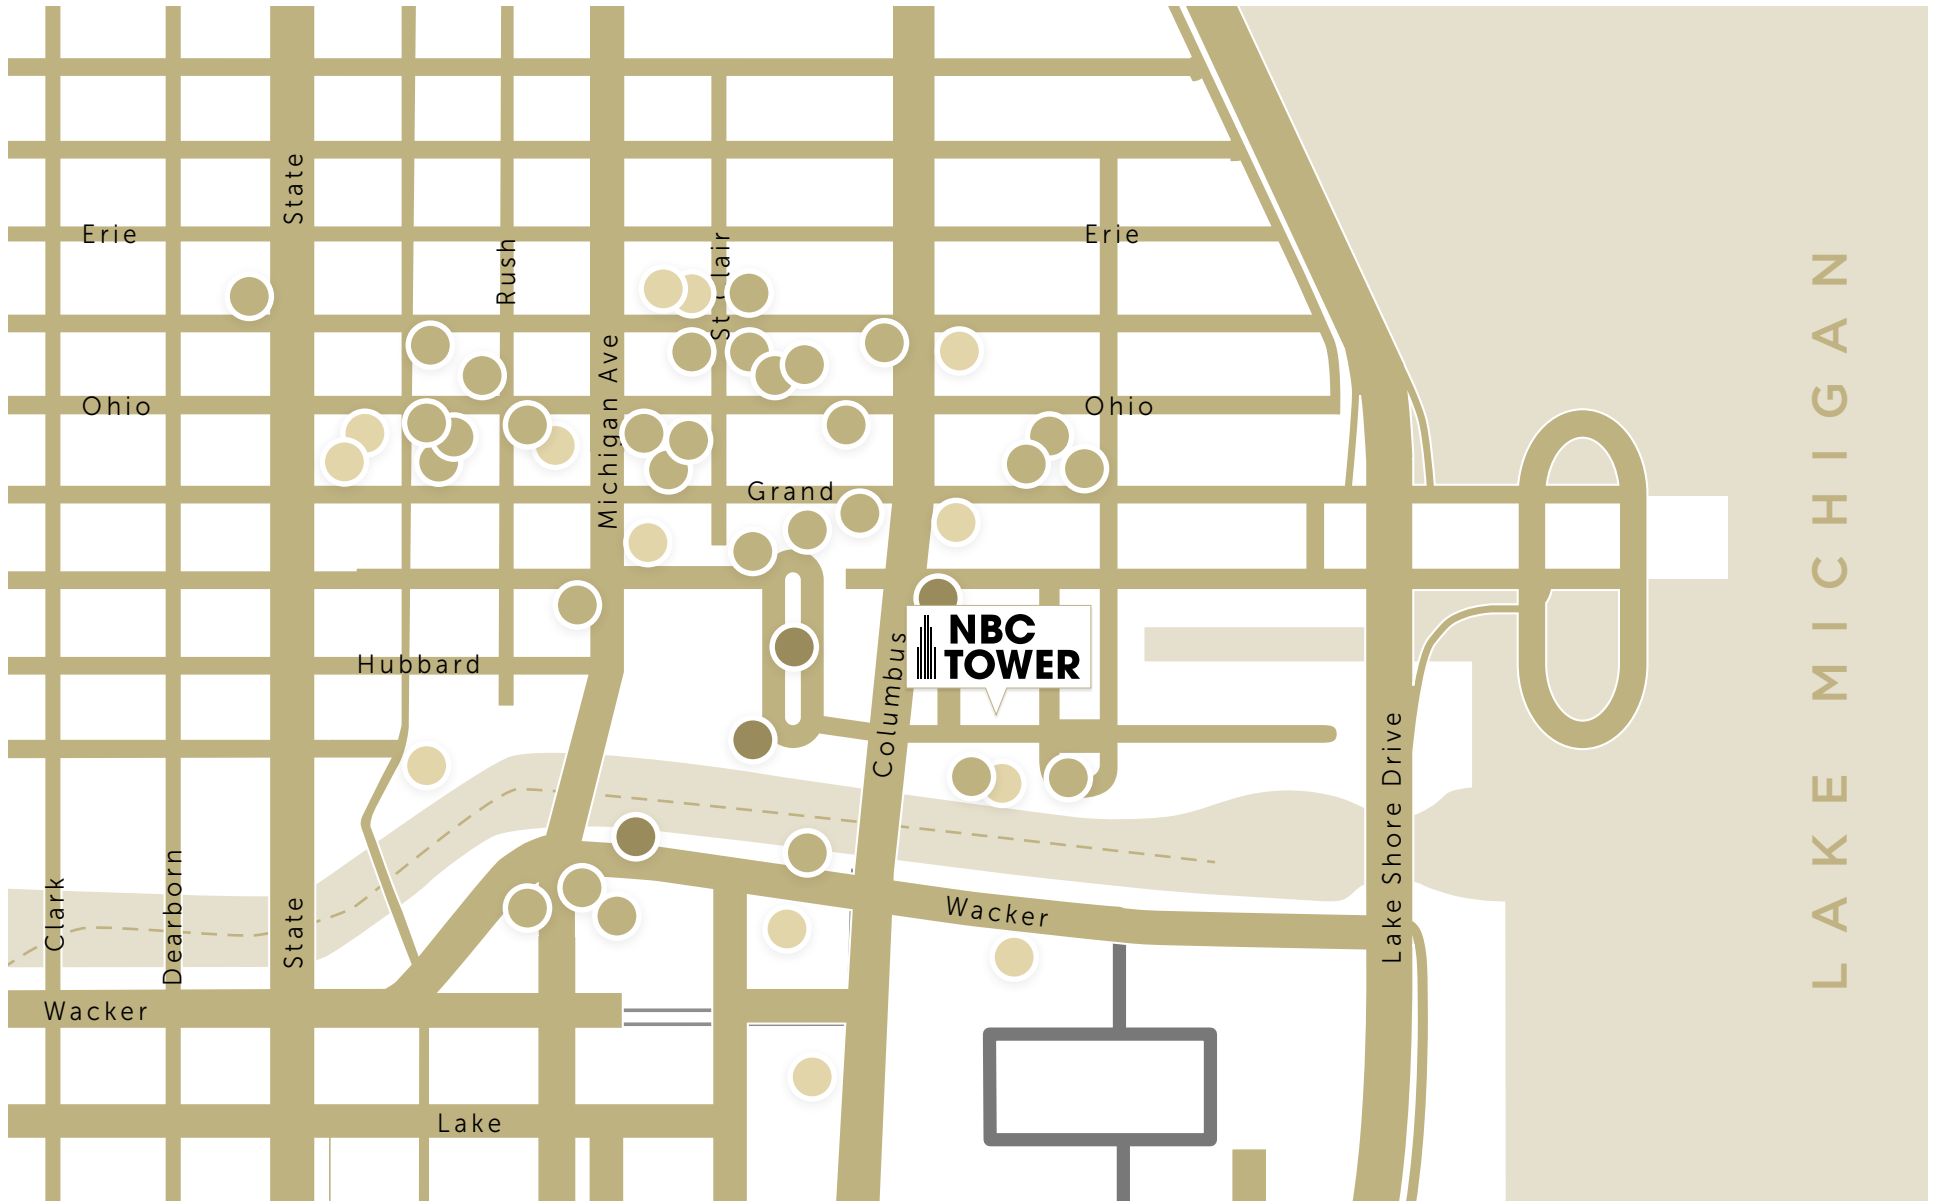 State
Erie
Erie
Rush
Michigan Ave
Ohio
Ohio
Grand
NBC
TOWER
Hubbard
Columbus
Lake Shore Drive
LAKE MICHIGAN
Clark
Dearborn
State
Wacker
Wacker
Lake